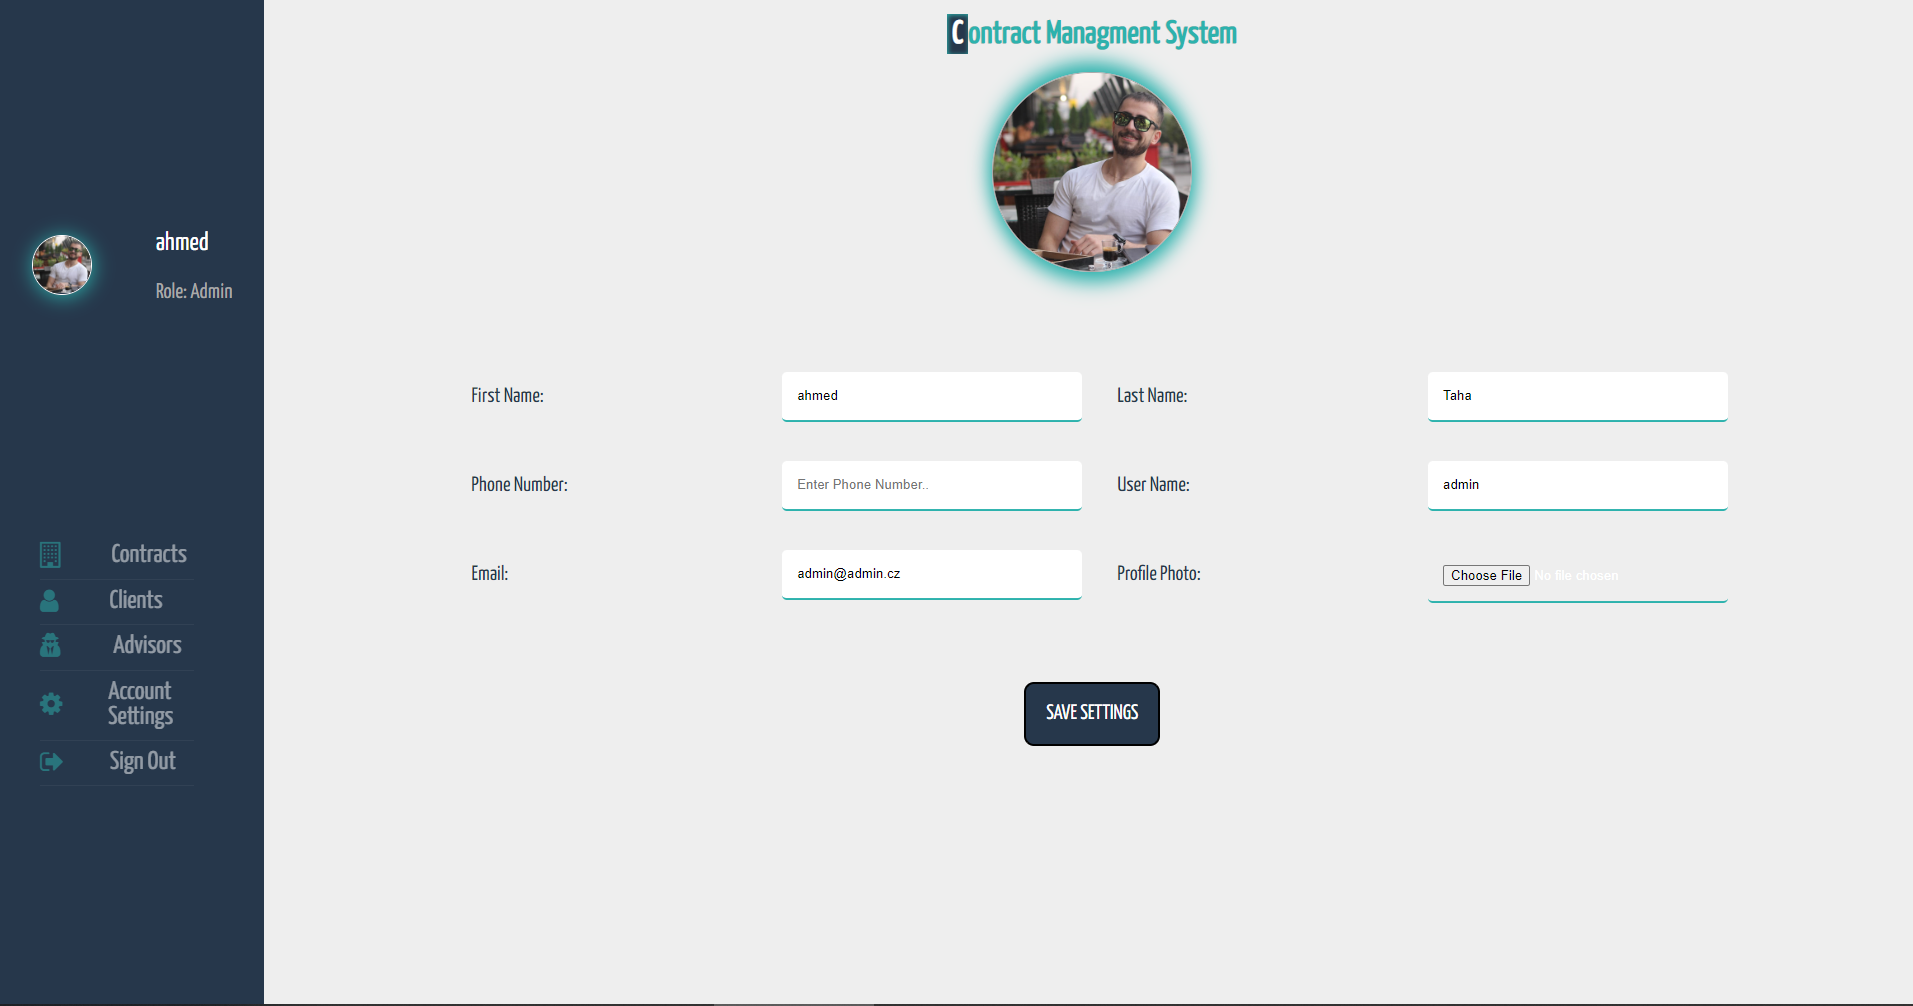 Contract Managment System
ahmed
Role: Admin
First Name:
ahmed
Last Name:
Taha
Phone Number:
Enter Phone Number..
User Name:
admin
Email:
admin@admin.cz
Profile Photo:
Choose File No file chosen
SAVE SETTINGS
Contracts
Clients
Advisors
Account
Settings
Sign Out